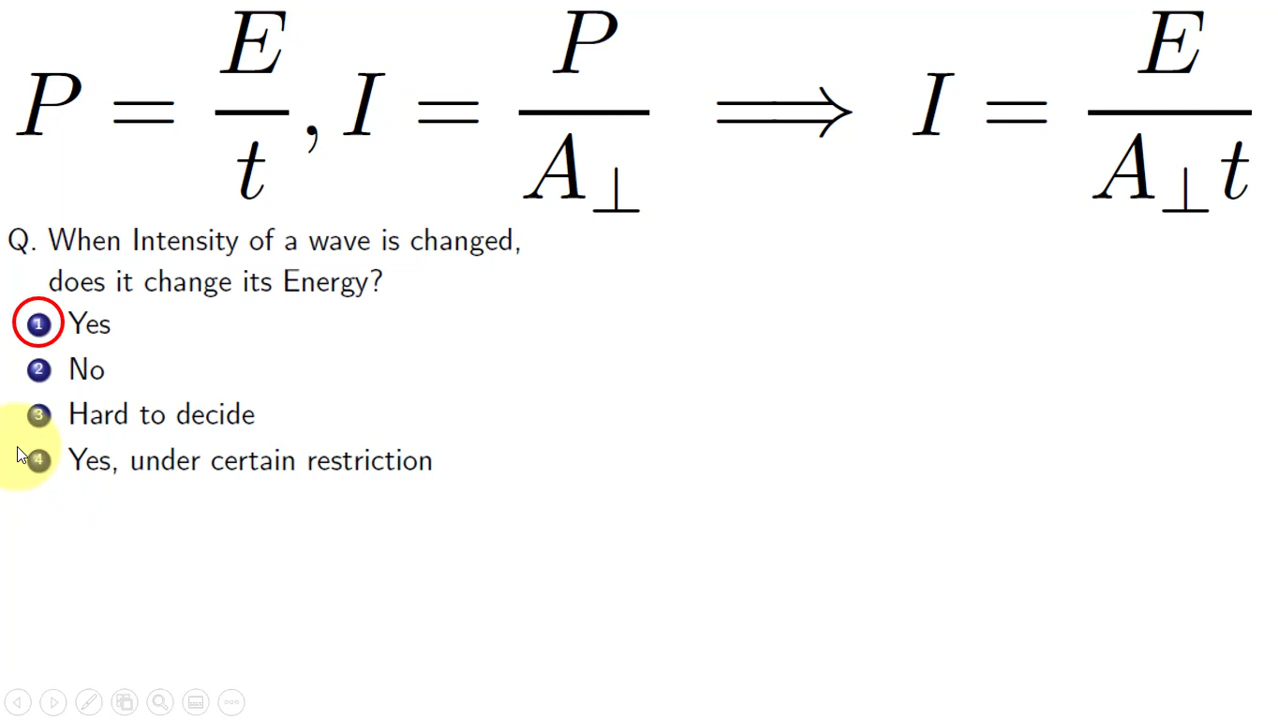 P = E/t, I = P/A⊥ ⟹ I = E/A⊥t
Q. When Intensity of a wave is changed,
does it change its Energy?
1 Yes
2 No
3 Hard to decide
4 Yes, under certain restriction